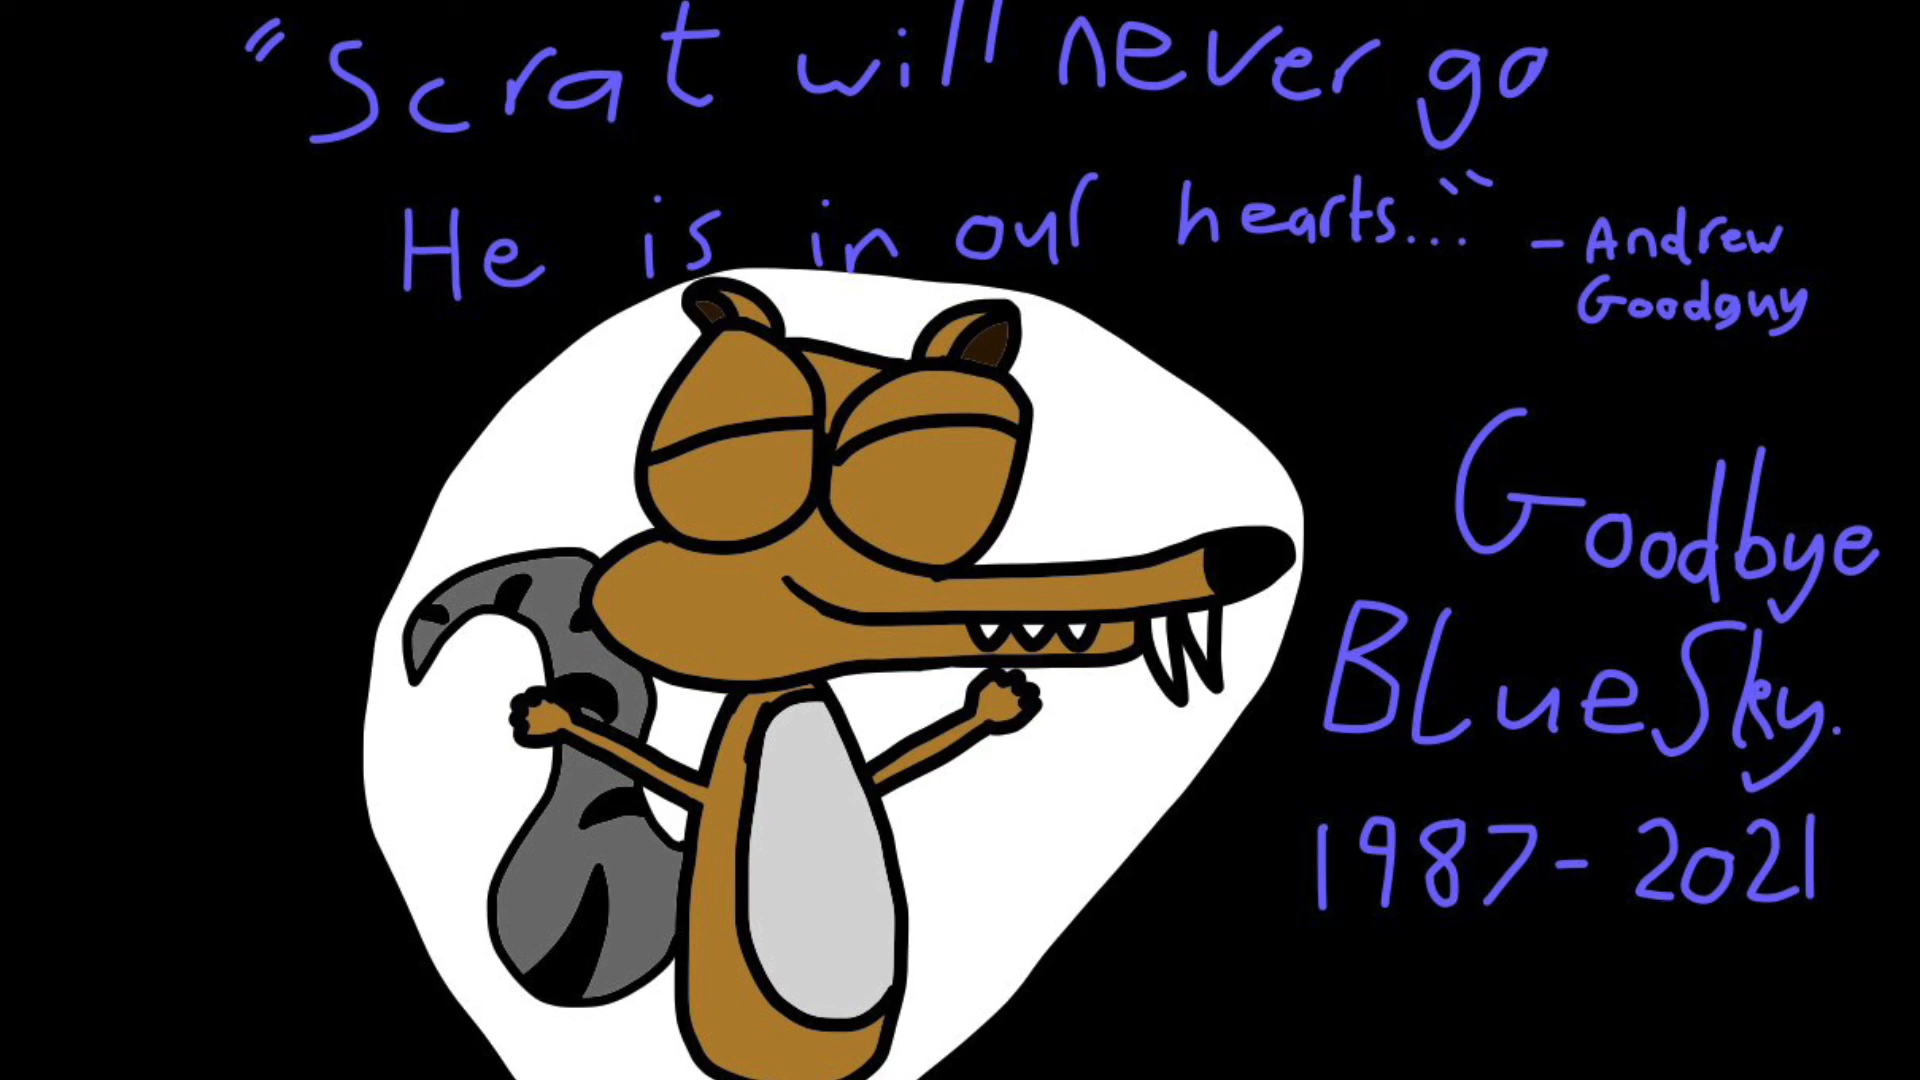 "Scrat will never go
He is in our hearts..." - Andrew
Goodguy
Goodbye
BLueSky.
1987-2021